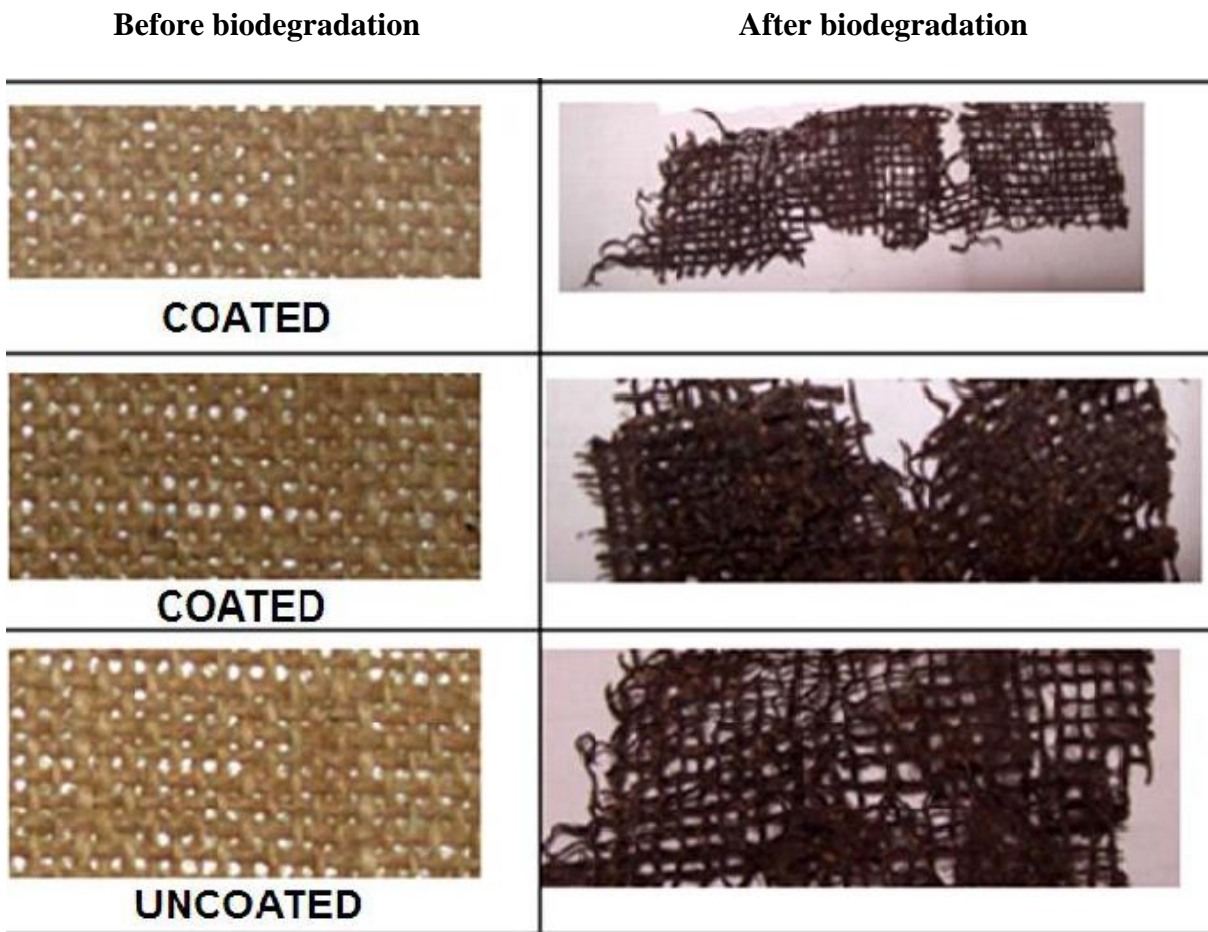 Before biodegradation
After biodegradation
COATED
COATED
UNCOATED